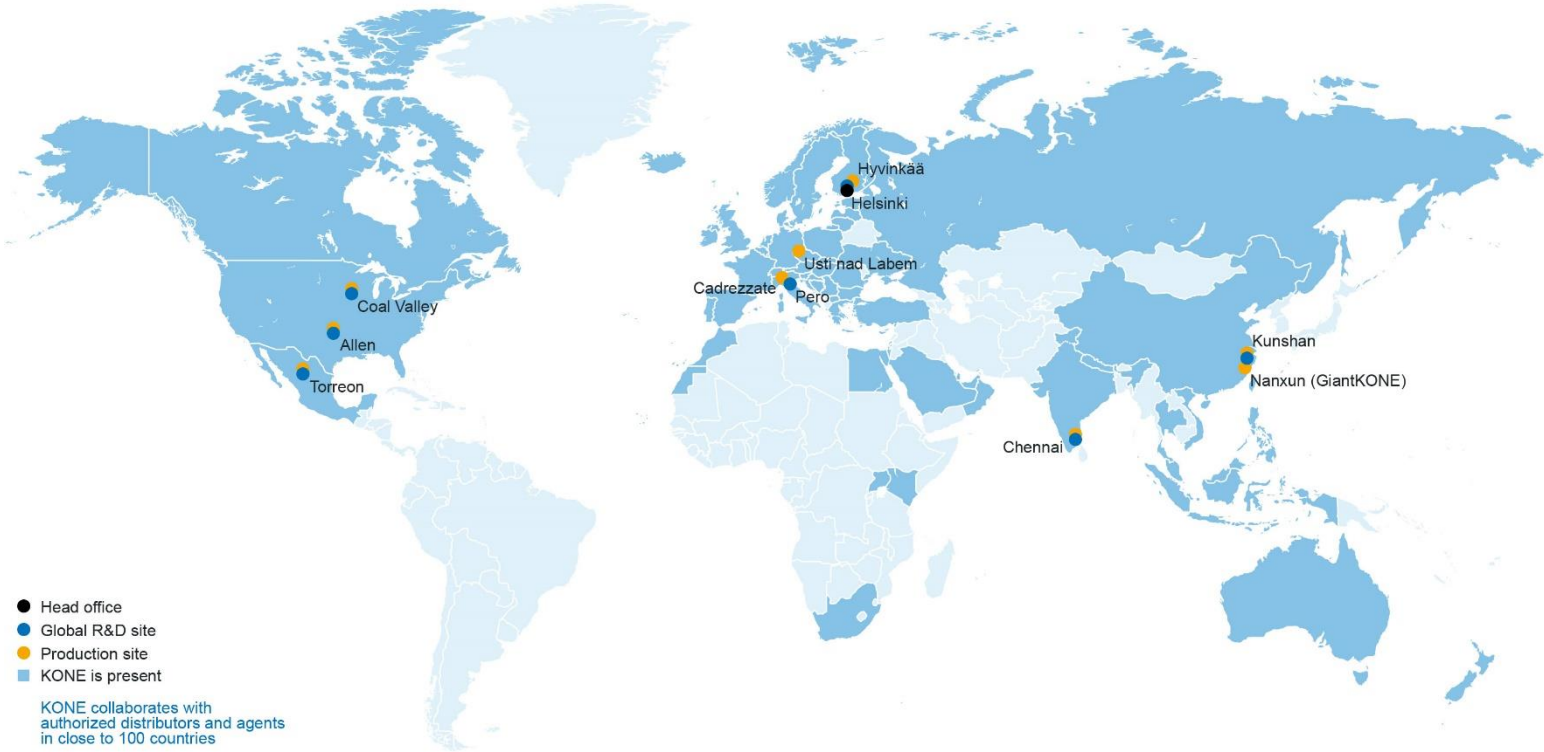 Hyvinkää
Helsinki
Usti nad Labem
Cadrezzate
Pero
Coal Valley
Allen
Torreon
Kunshan
Nanxun (GiantKONE)
Chennai
Head office
Global R&D site
Production site
KONE is present
KONE collaborates with
authorized distributors and agents
in close to 100 countries